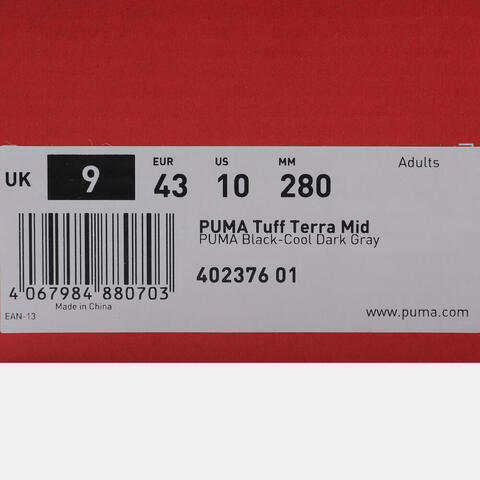 UK 9 EUR 43 US 10 MM 280 Adults
PUMA Tuff Terra Mid
PUMA Black-Cool Dark Gray
402376 01
4 067984 880703
Made in China
EAN-13
www.puma.com